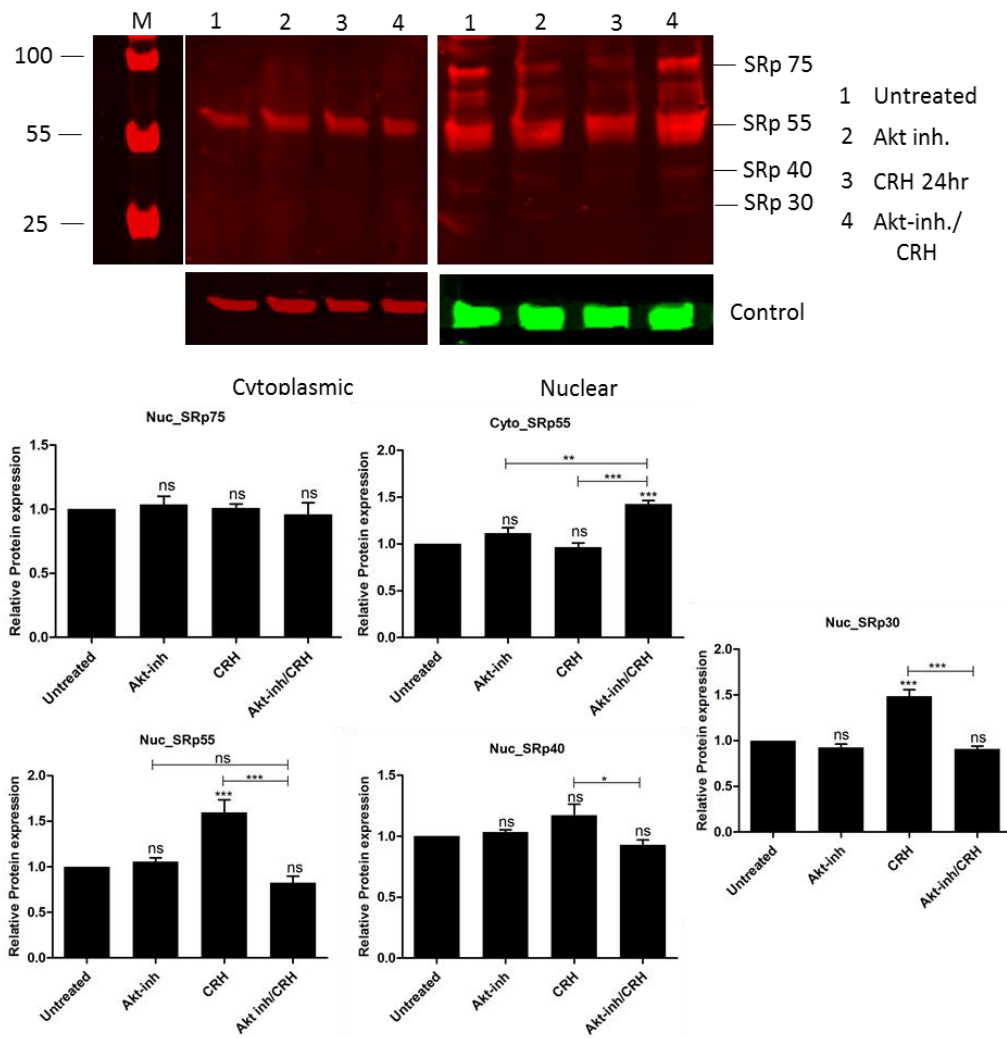 M 1 2 3 4 1 2 3 4
100
55
25
SRp 75
SRp 55
SRp 40
SRp 30
1 Untreated
2 Akt inh.
3 CRH 24hr
4 Akt-inh./
CRH
Control
Cytoplasmic Nuclear
Nuc_SRp75
Relative Protein expression
1.5
1.0
0.5
0.0
ns ns ns
Untreated
Akt-inh
CRH
Akt-inh/CRH
Cyto_SRp55
Relative Protein expression
2.0
1.5
1.0
0.5
0.0
**
***
ns ns ***
Untreated
Akt-inh
CRH
Akt-inh/CRH
Nuc_SRp30
Relative Protein expression
2.0
1.5
1.0
0.5
0.0
***
ns *** ns
Untreated
Akt-inh
CRH
Akt-inh/CRH
Nuc_SRp55
Relative Protein expression
2.0
1.5
1.0
0.5
0.0
ns
***
ns *** ns
Untreated
Akt-inh
CRH
Akt inh/CRH
Nuc_SRp40
Relative Protein expression
1.5
1.0
0.5
0.0
*
ns ns ns
Untreated
Akt-inh
CRH
Akt-inh/CRH